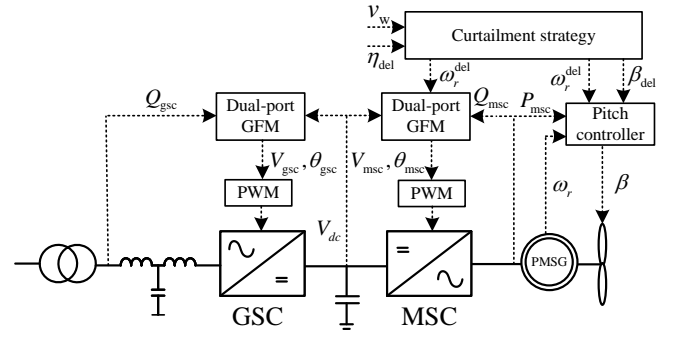 v_w
η_del
Curtailment strategy
ω_r^del
ω_r^del
β_del
Q_gsc
Dual-port
GFM
Dual-port
GFM
Q_msc
P_msc
Pitch
controller
V_gsc, θ_gsc
V_msc, θ_msc
PWM
PWM
ω_r
β
V_dc
=
=
PMSG
GSC
MSC